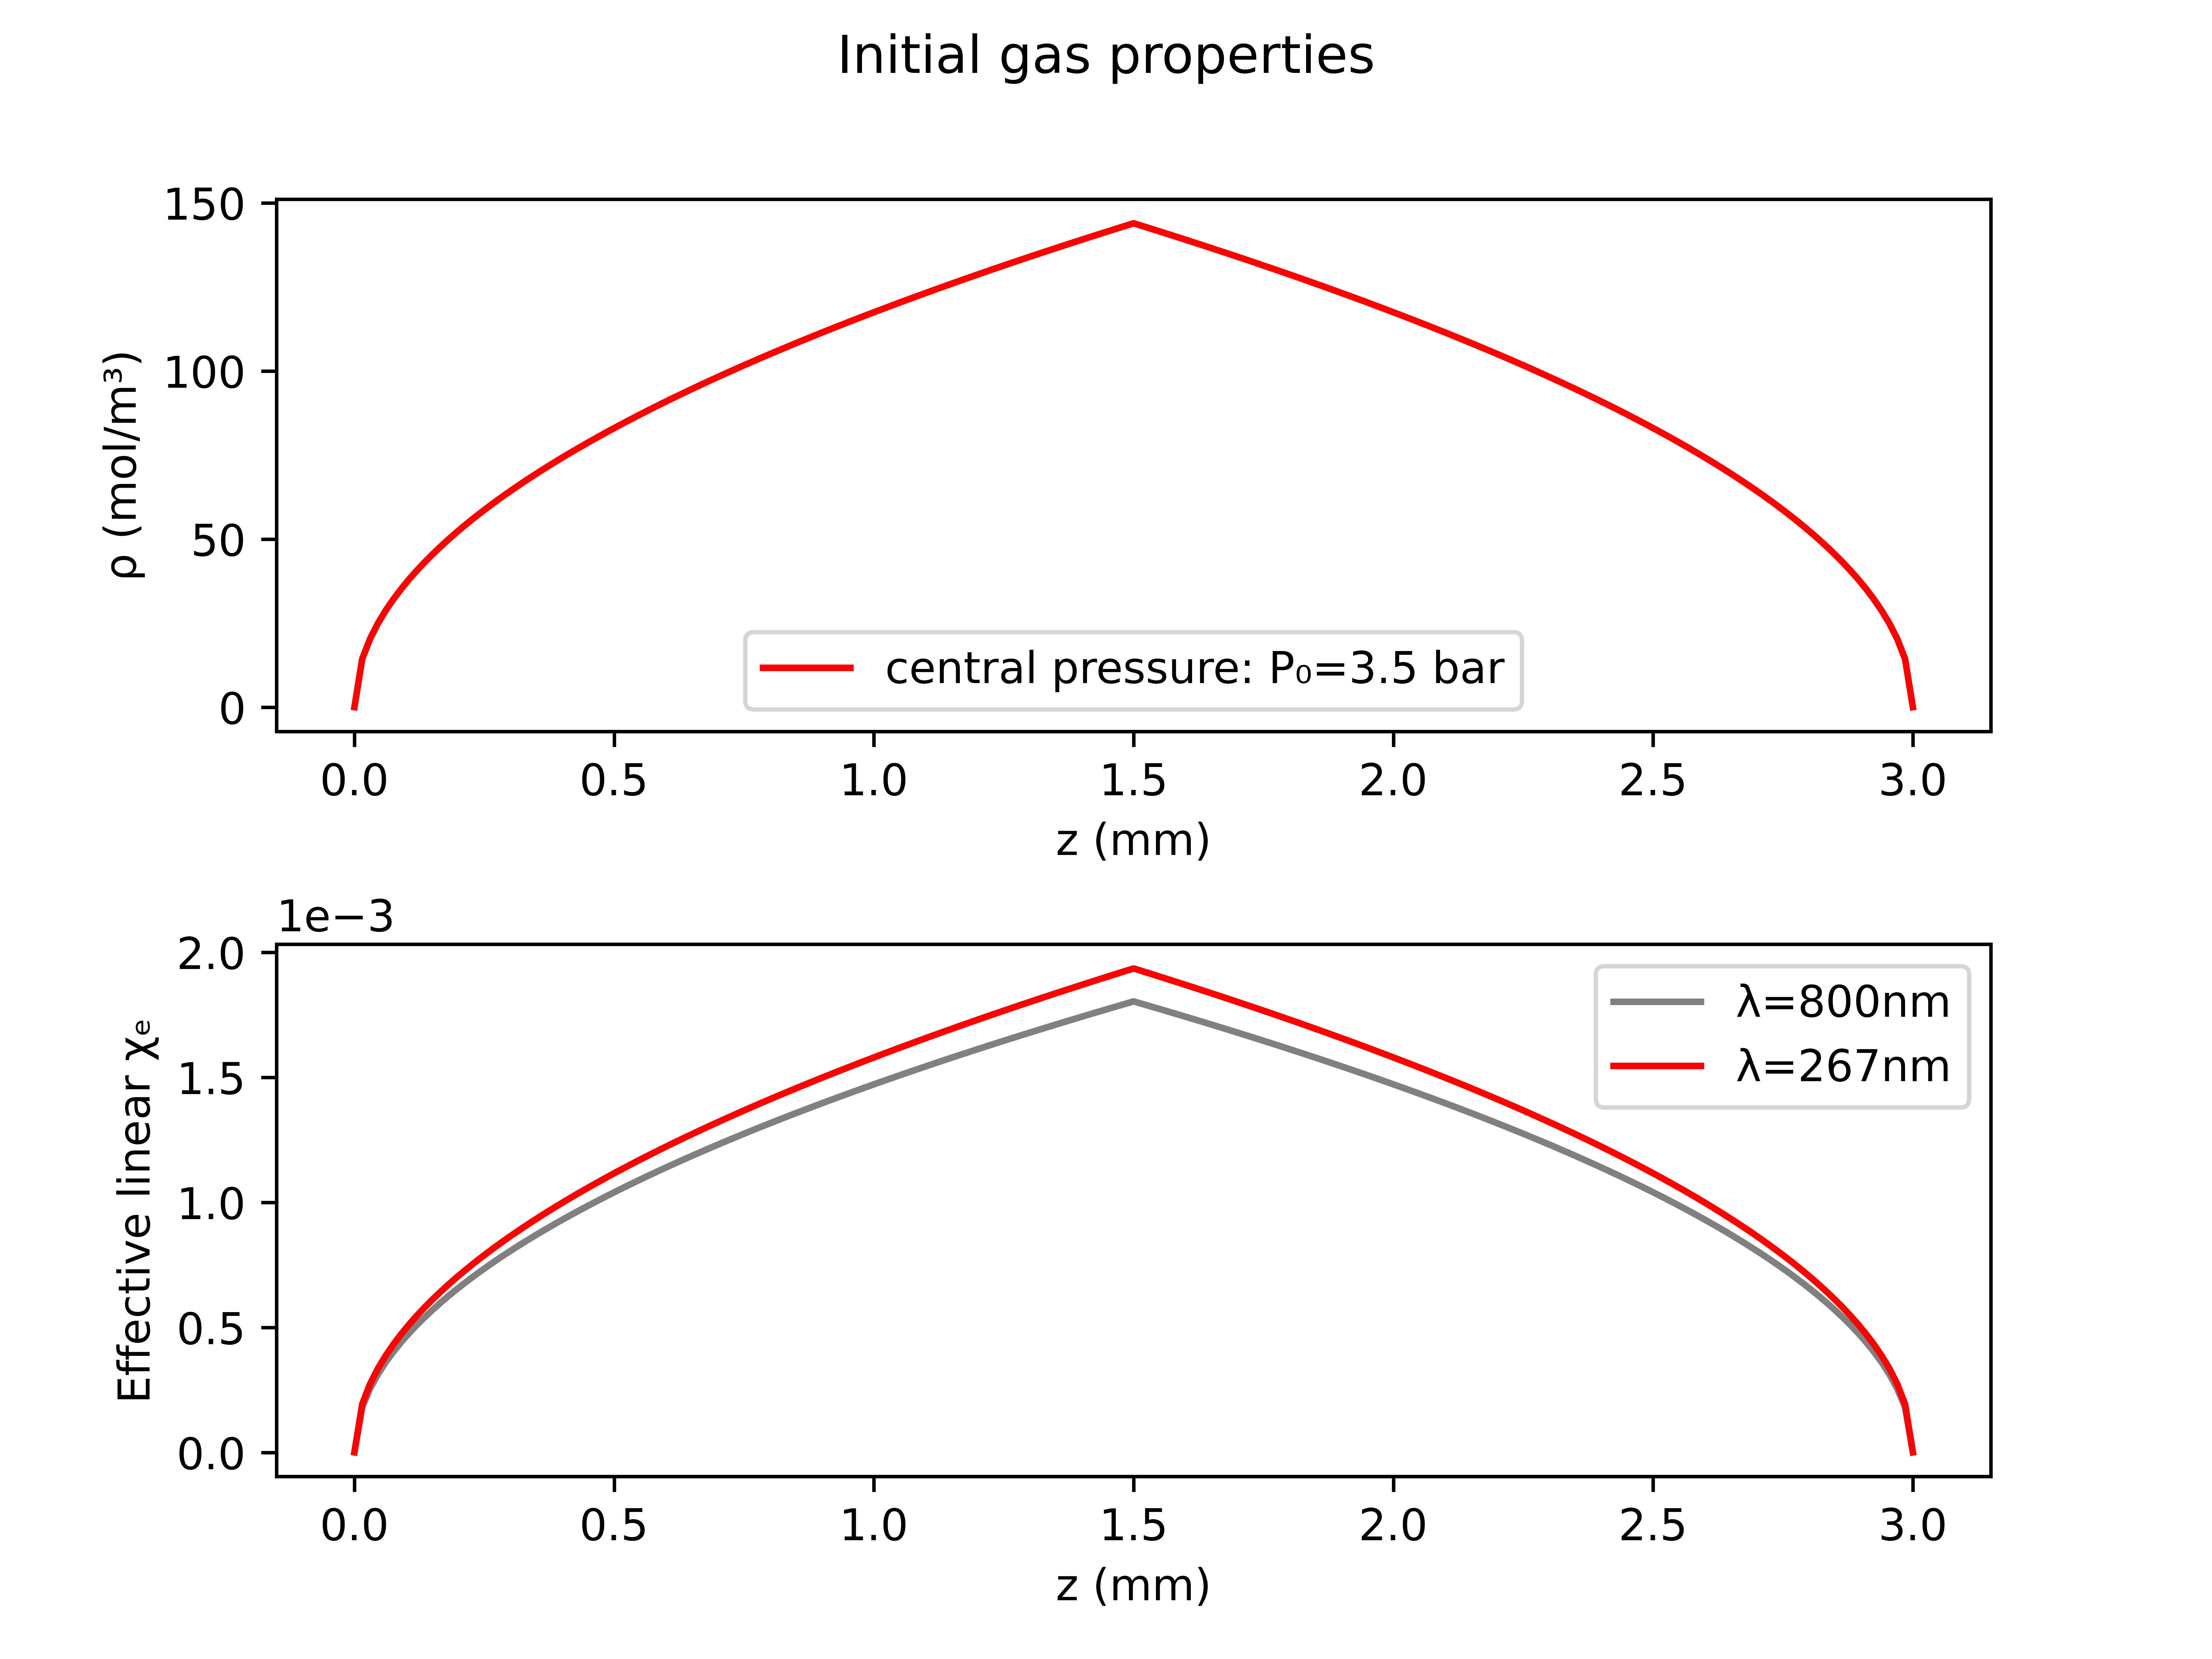 Initial gas properties
150
100
50
0
ρ (mol/m³)
central pressure: P₀=3.5 bar
0.0 0.5 1.0 1.5 2.0 2.5 3.0
z (mm)
1e−3
2.0
1.5
1.0
0.5
0.0
Effective linear χₑ
λ=800nm
λ=267nm
0.0 0.5 1.0 1.5 2.0 2.5 3.0
z (mm)